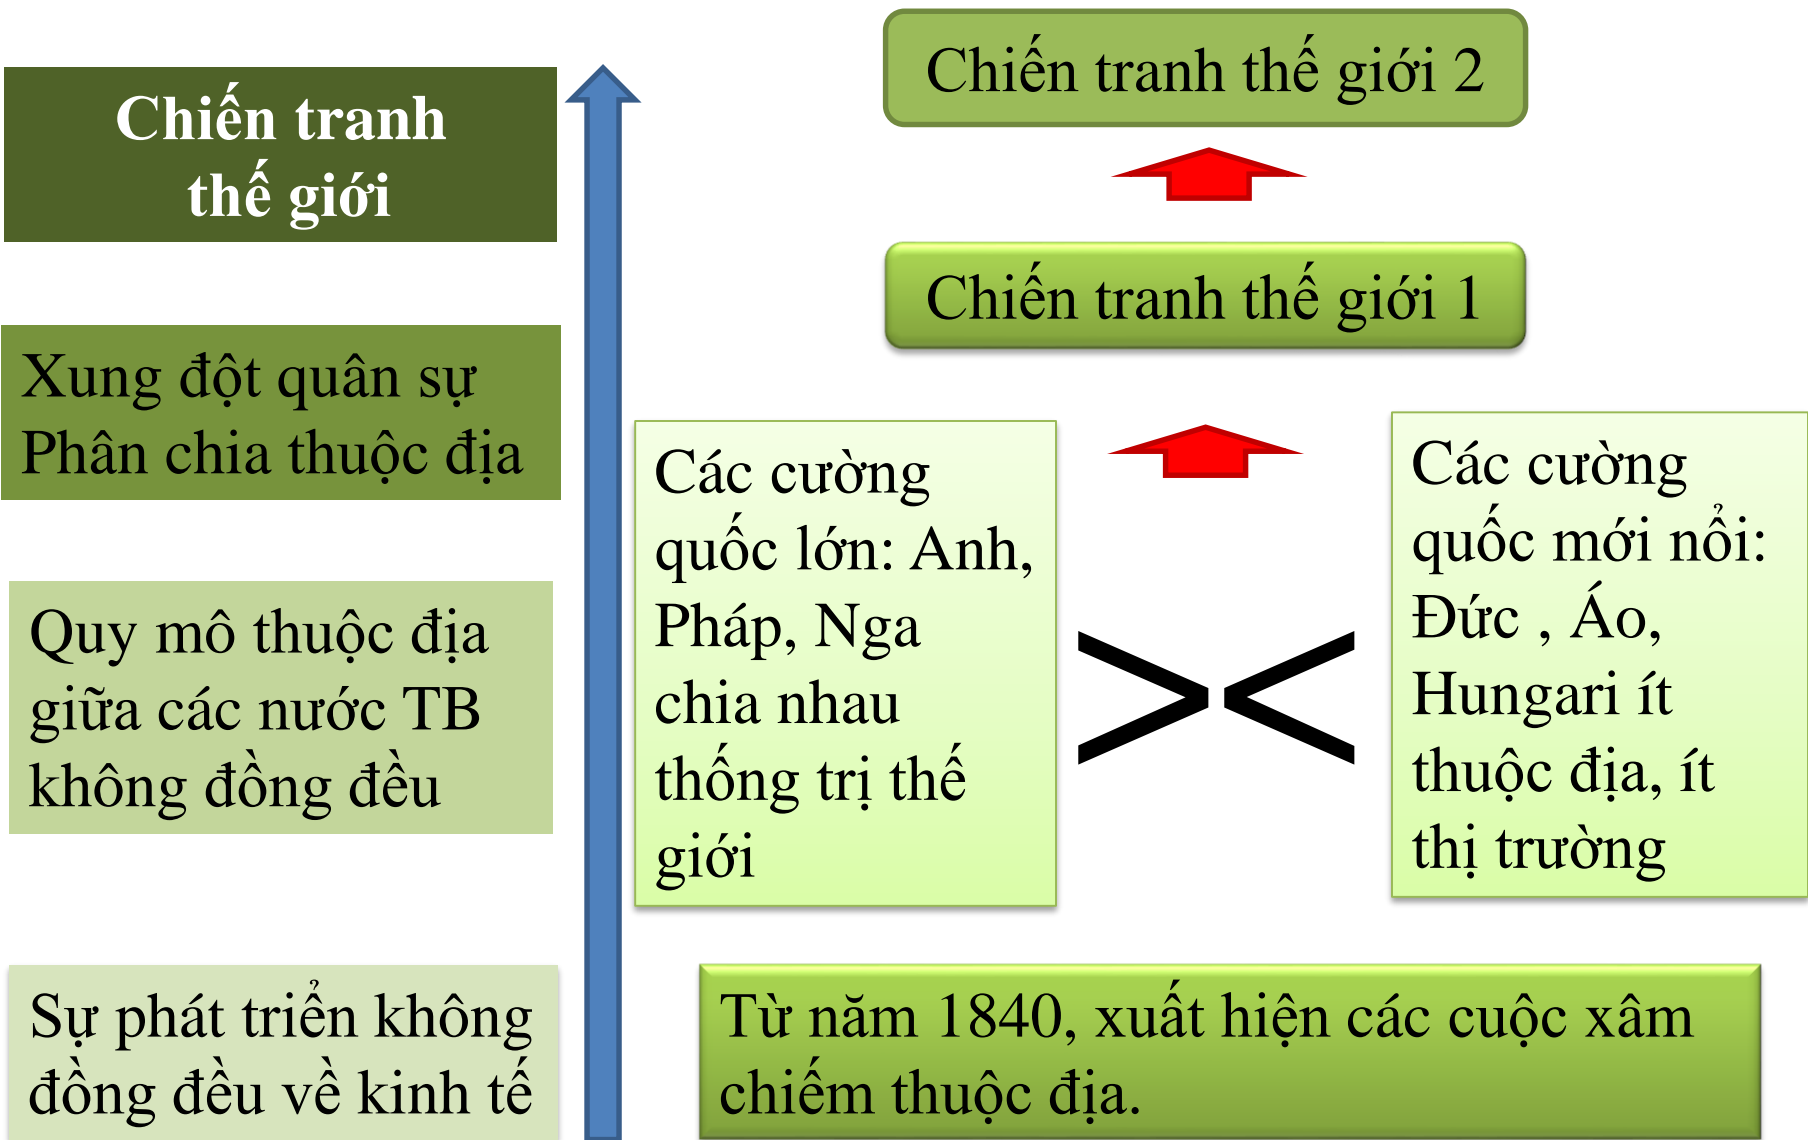 Chiến tranh
thế giới
Xung đột quân sự
Phân chia thuộc địa
Quy mô thuộc địa
giữa các nước TB
không đồng đều
Sự phát triển không
đồng đều về kinh tế
Chiến tranh thế giới 2
Chiến tranh thế giới 1
Các cường
quốc lớn: Anh,
Pháp, Nga
chia nhau
thống trị thế
giới
><
Các cường
quốc mới nổi:
Đức , Áo,
Hungari ít
thuộc địa, ít
thị trường
Từ năm 1840, xuất hiện các cuộc xâm
chiếm thuộc địa.